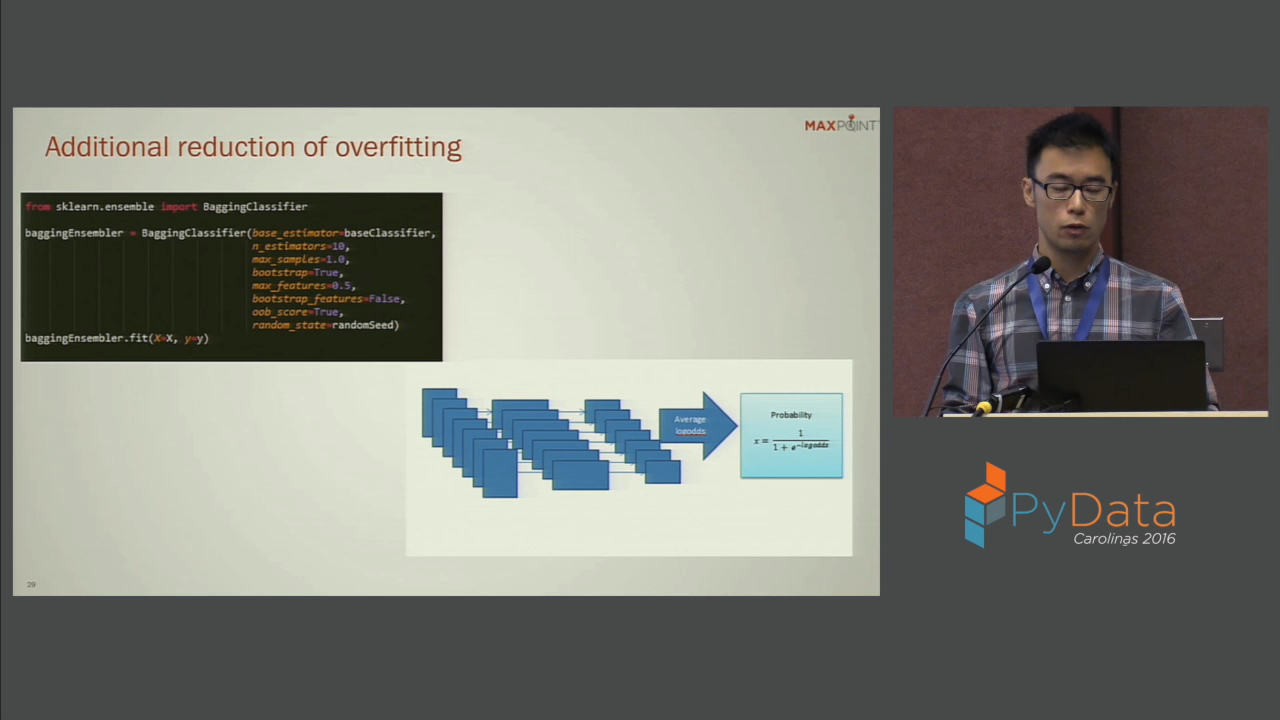 Additional reduction of overfitting
MAXPOINT
from sklearn.ensemble import BaggingClassifier
baggingEnsembler = BaggingClassifier(base_estimator=baseClassifier,
n_estimators=10,
max_samples=1.0,
bootstrap=True,
max_features=0.5,
bootstrap_features=False,
oob_score=True,
random_state=randomSeed)
baggingEnsembler.fit(X=X, y=y)
Average
logodds
Probability
x = 1 / (1 + e^-logodds)
29
PyData
Carolinas 2016